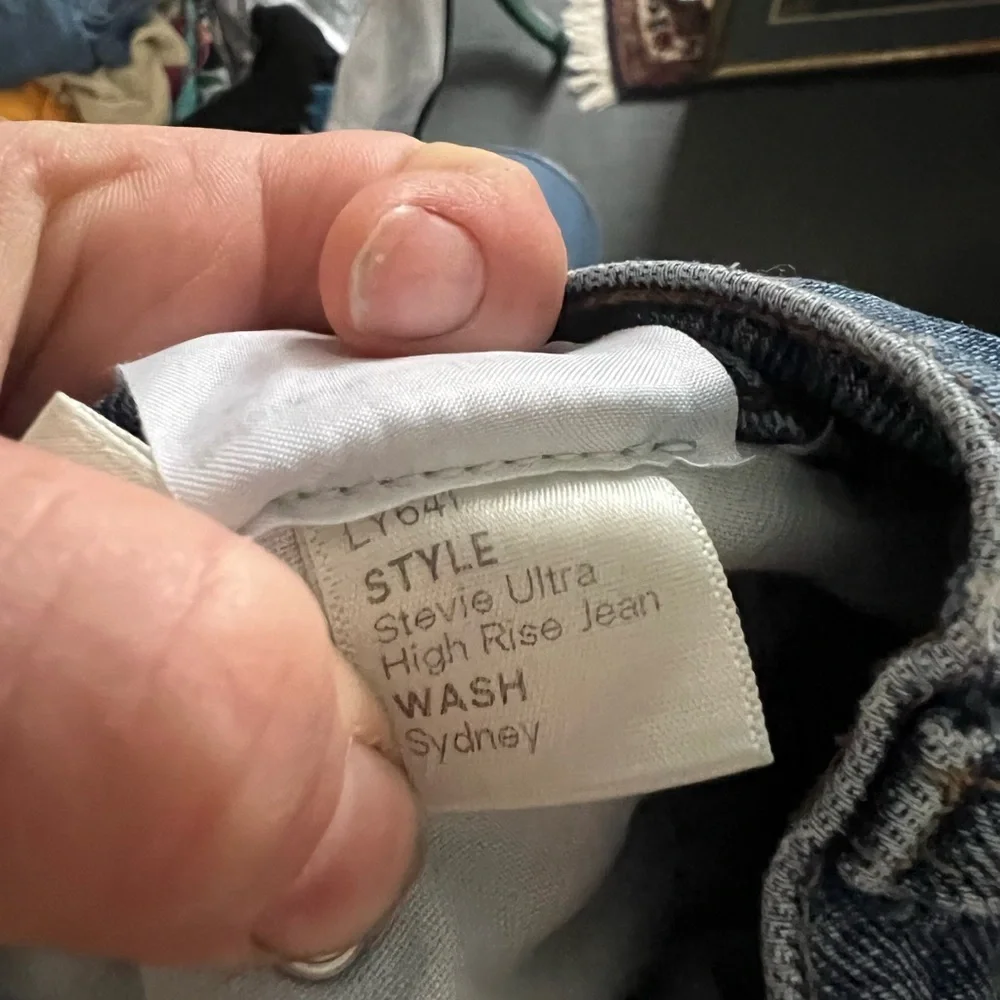 LY641
STYLE
Stevie Ultra
High Rise Jean
WASH
Sydney